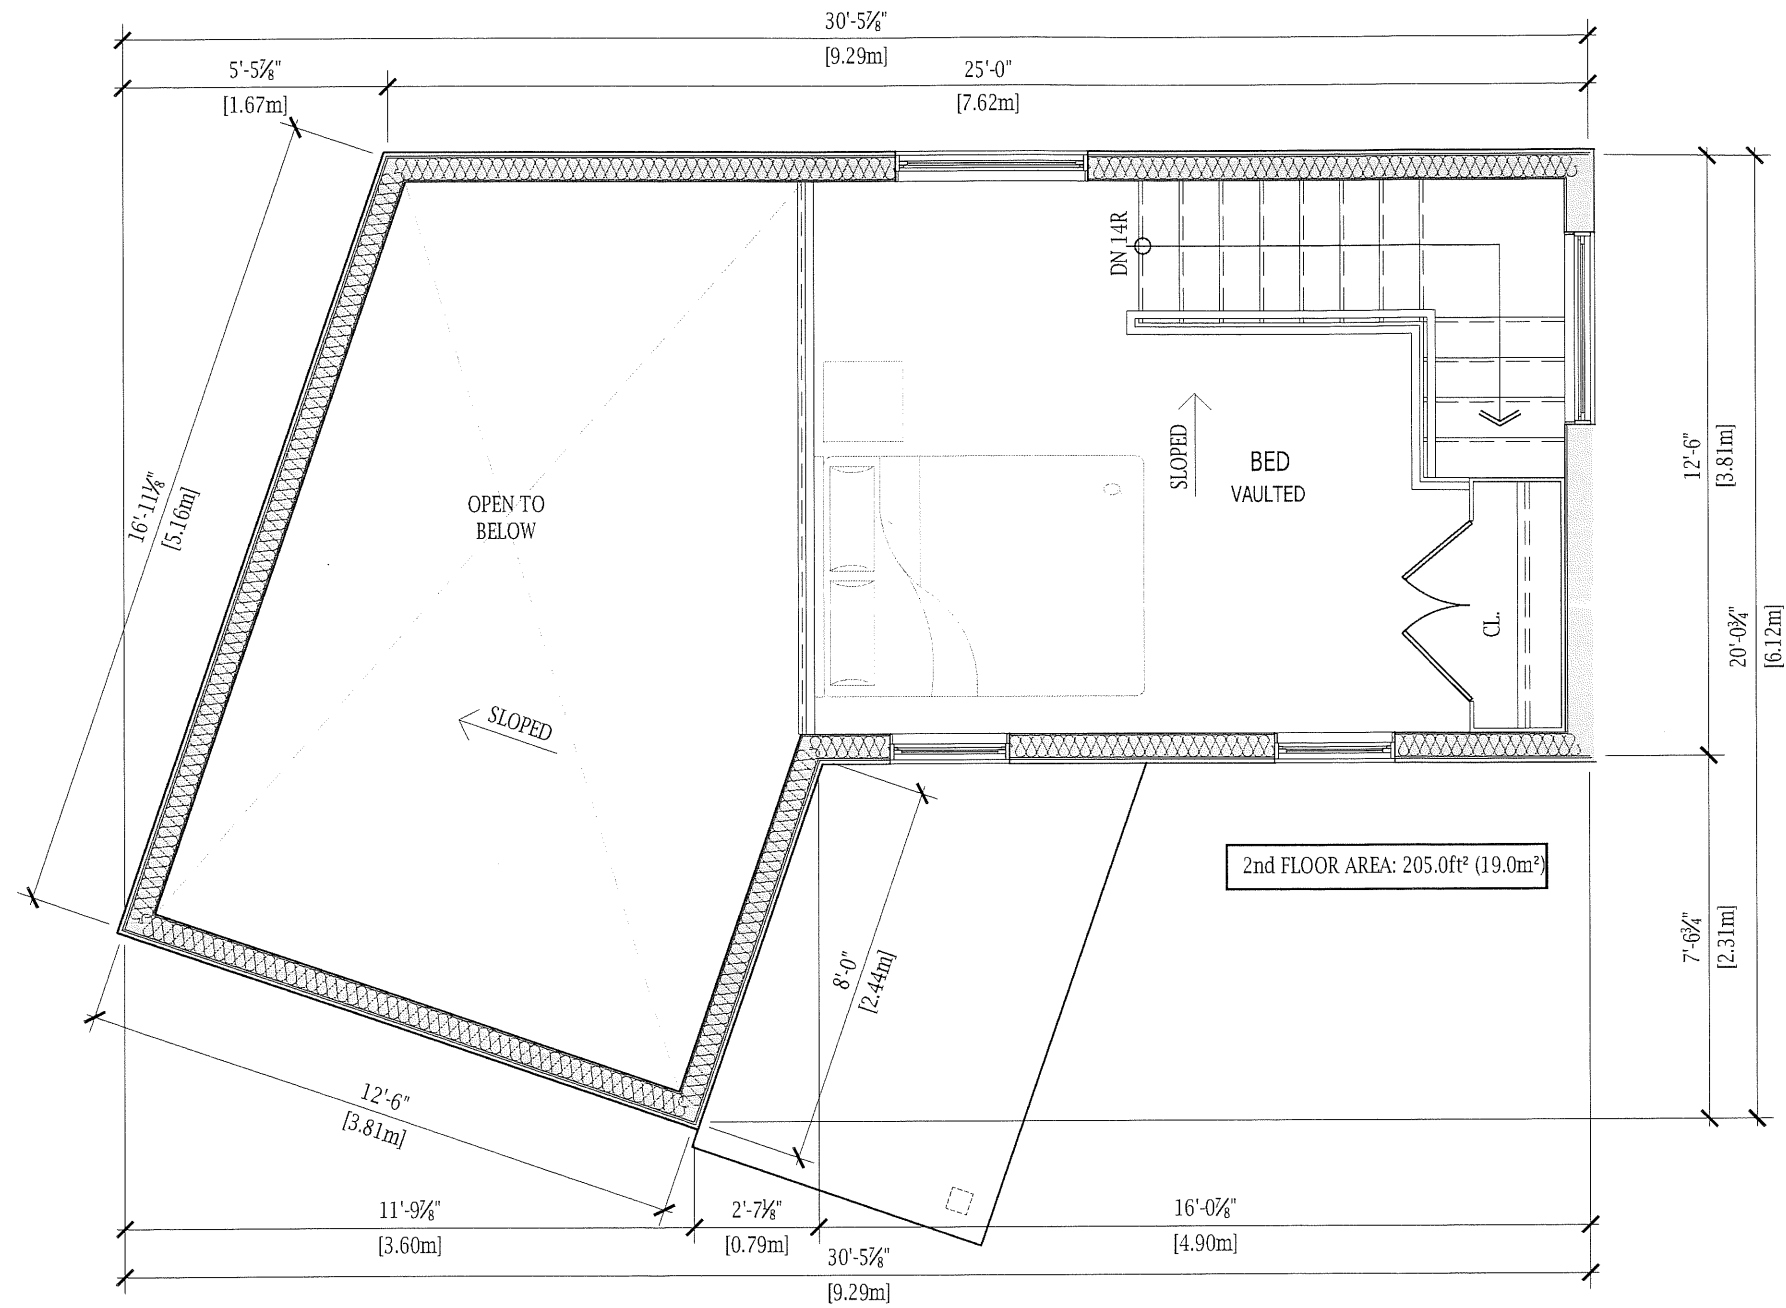 30'-5⅞"
[9.29m]
5'-5⅞"
[1.67m]
25'-0"
[7.62m]
16'-11⅛"
[5.16m]
OPEN TO
BELOW
SLOPED
DN 14R
SLOPED
BED
VAULTED
CL.
12'-6"
[3.81m]
20'-0¾"
[6.12m]
7'-6¾"
[2.31m]
2nd FLOOR AREA: 205.0ft² (19.0m²)
8'-0"
[2.44m]
12'-6"
[3.81m]
11'-9⅞"
[3.60m]
2'-7⅛"
[0.79m]
16'-0⅞"
[4.90m]
30'-5⅞"
[9.29m]